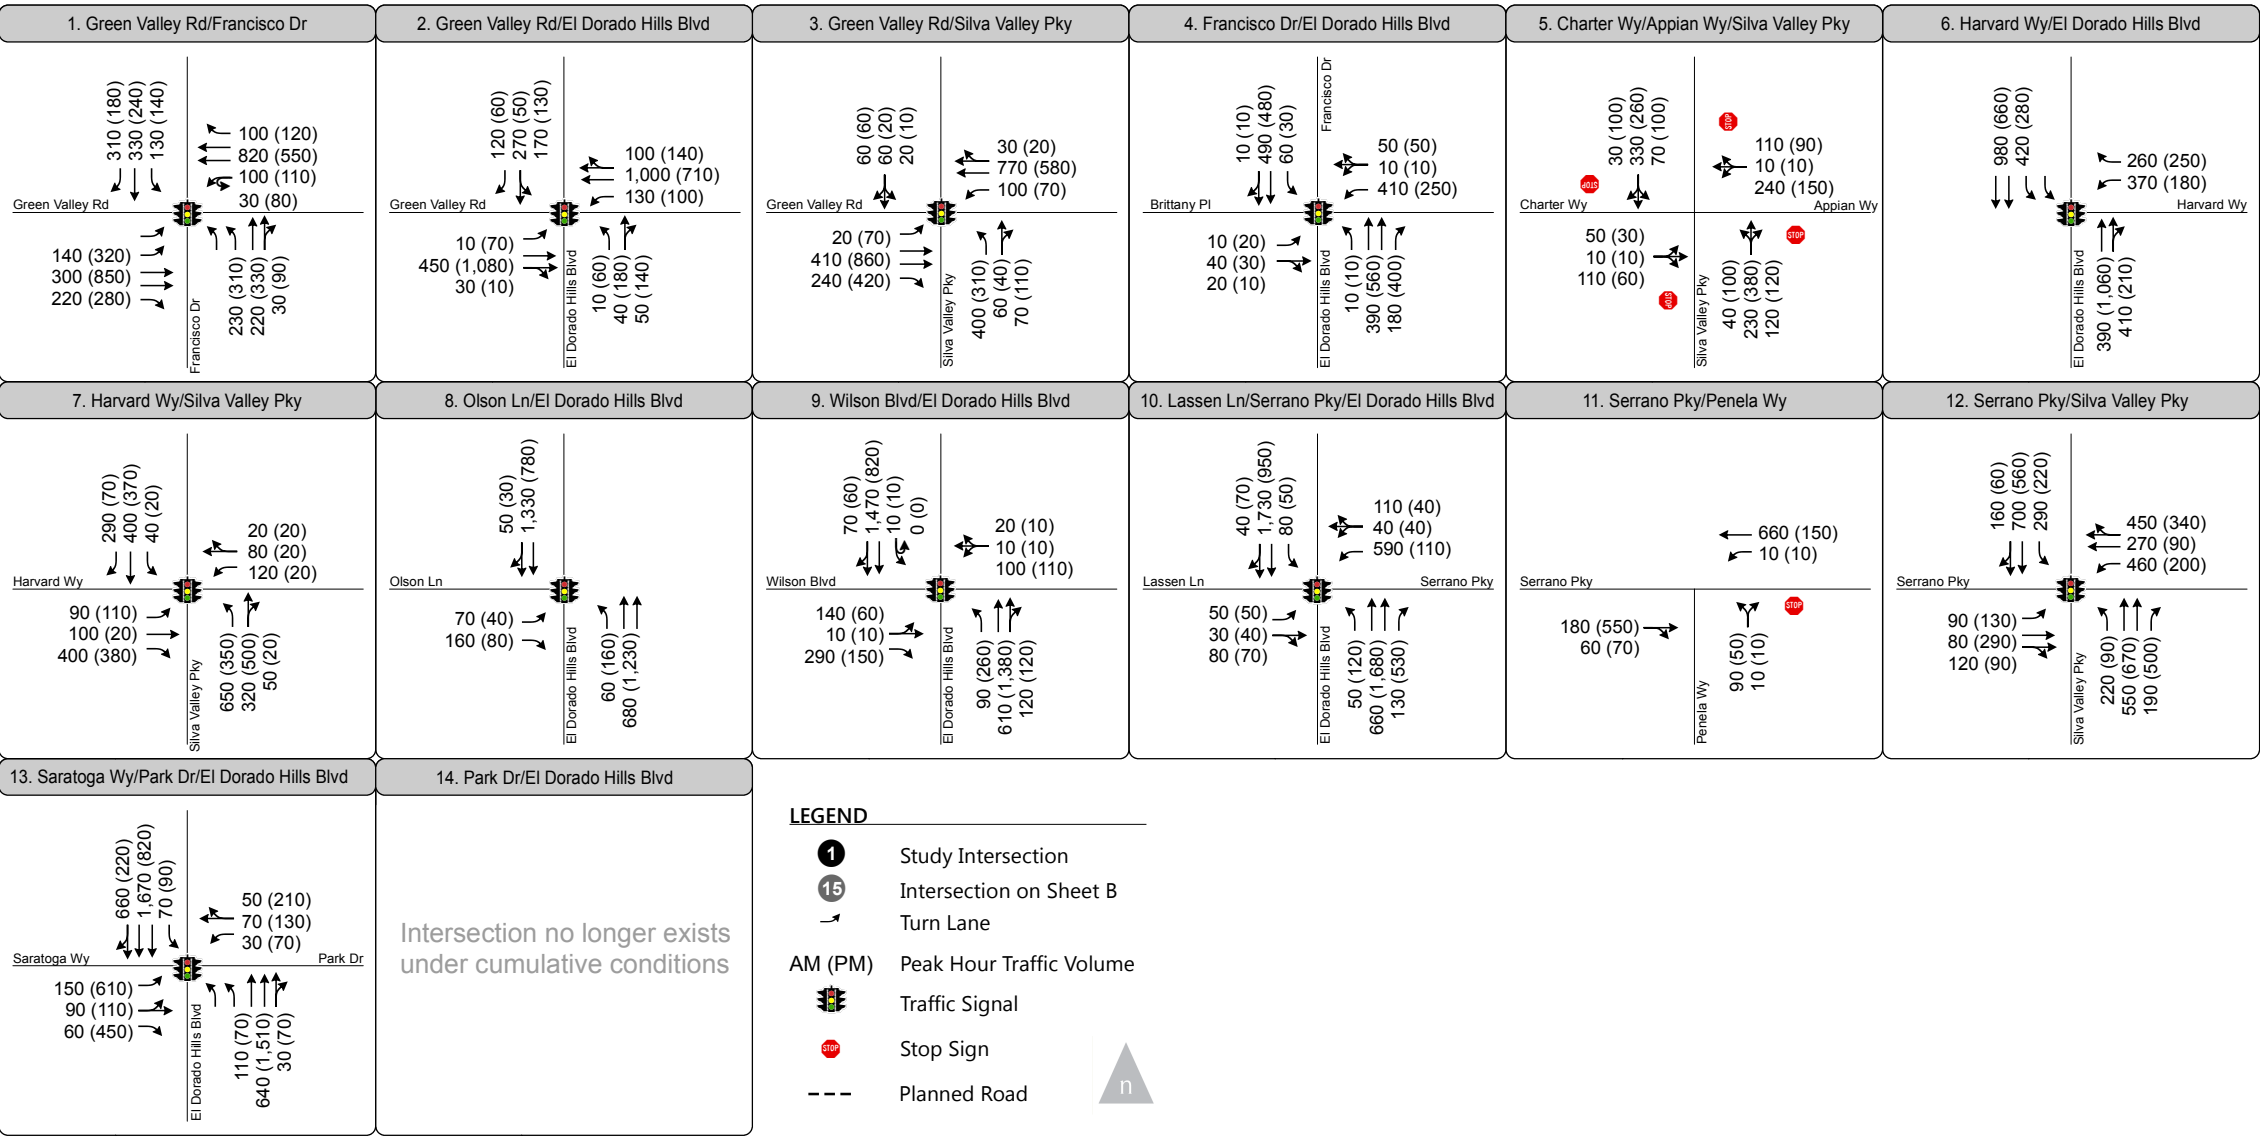 1. Green Valley Rd/Francisco Dr
310 (180)
330 (240)
130 (140)
100 (120)
820 (550)
100 (110)
30 (80)
Green Valley Rd
140 (320)
300 (850)
220 (280)
Francisco Dr
230 (310)
220 (330)
30 (90)
2. Green Valley Rd/El Dorado Hills Blvd
120 (60)
270 (50)
170 (130)
100 (140)
1,000 (710)
130 (100)
Green Valley Rd
10 (70)
450 (1,080)
30 (10)
El Dorado Hills Blvd
10 (60)
40 (180)
50 (140)
3. Green Valley Rd/Silva Valley Pky
60 (60)
60 (20)
20 (10)
30 (20)
770 (580)
100 (70)
Green Valley Rd
20 (70)
410 (860)
240 (420)
Silva Valley Pky
400 (310)
60 (40)
70 (110)
4. Francisco Dr/El Dorado Hills Blvd
10 (10)
490 (480)
60 (30)
Francisco Dr
50 (50)
10 (10)
410 (250)
Brittany Pl
10 (20)
40 (30)
20 (10)
El Dorado Hills Blvd
10 (10)
390 (560)
180 (400)
5. Charter Wy/Appian Wy/Silva Valley Pky
30 (100)
330 (260)
70 (100)
STOP
110 (90)
10 (10)
240 (150)
STOP
Charter Wy
Appian Wy
50 (30)
10 (10)
110 (60)
STOP
STOP
Silva Valley Pky
40 (100)
230 (380)
120 (120)
6. Harvard Wy/El Dorado Hills Blvd
980 (660)
420 (280)
260 (250)
370 (180)
Harvard Wy
El Dorado Hills Blvd
390 (1,060)
410 (210)
7. Harvard Wy/Silva Valley Pky
290 (70)
400 (370)
40 (20)
20 (20)
80 (20)
120 (20)
Harvard Wy
90 (110)
100 (20)
400 (380)
Silva Valley Pky
650 (350)
320 (500)
50 (20)
8. Olson Ln/El Dorado Hills Blvd
50 (30)
1,330 (780)
Olson Ln
70 (40)
160 (80)
El Dorado Hills Blvd
60 (160)
680 (1,230)
9. Wilson Blvd/El Dorado Hills Blvd
70 (60)
1,470 (820)
10 (10)
0 (0)
20 (10)
10 (10)
100 (110)
Wilson Blvd
140 (60)
10 (10)
290 (150)
El Dorado Hills Blvd
90 (260)
610 (1,380)
120 (120)
10. Lassen Ln/Serrano Pky/El Dorado Hills Blvd
40 (70)
1,730 (950)
80 (50)
110 (40)
40 (40)
590 (110)
Lassen Ln
Serrano Pky
50 (50)
30 (40)
80 (70)
El Dorado Hills Blvd
50 (120)
660 (1,680)
130 (530)
11. Serrano Pky/Penela Wy
660 (150)
10 (10)
Serrano Pky
180 (550)
60 (70)
STOP
Penela Wy
90 (50)
10 (10)
12. Serrano Pky/Silva Valley Pky
160 (60)
700 (560)
290 (220)
450 (340)
270 (90)
460 (200)
Serrano Pky
90 (130)
80 (290)
120 (90)
Silva Valley Pky
220 (90)
550 (670)
190 (500)
13. Saratoga Wy/Park Dr/El Dorado Hills Blvd
660 (220)
1,670 (820)
70 (90)
50 (210)
70 (130)
30 (70)
Saratoga Wy
Park Dr
150 (610)
90 (110)
60 (450)
El Dorado Hills Blvd
110 (70)
640 (1,510)
30 (70)
14. Park Dr/El Dorado Hills Blvd
Intersection no longer exists
under cumulative conditions
LEGEND
1 Study Intersection
15 Intersection on Sheet B
Turn Lane
AM (PM) Peak Hour Traffic Volume
Traffic Signal
STOP Stop Sign
Planned Road
n